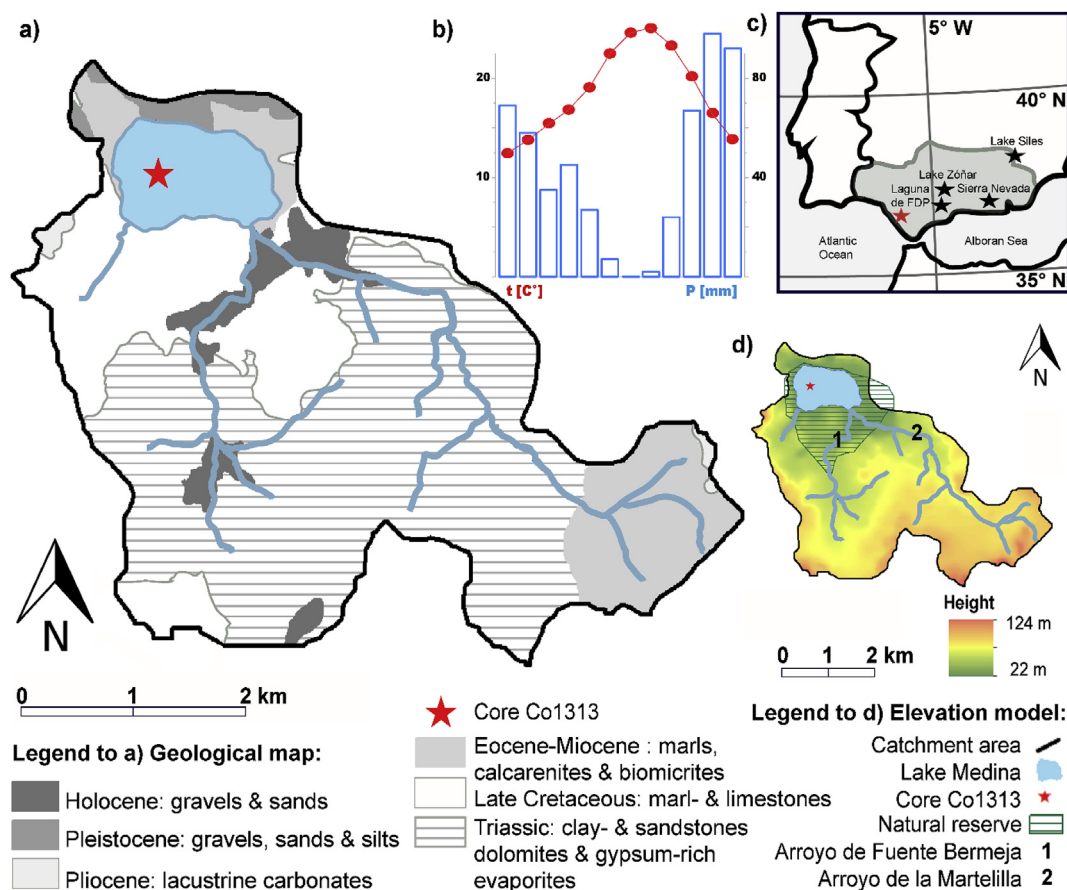 a)
N
0 1 2 km
b)
20
10
80
40
t [C°]
P [mm]
c)
5° W
40° N
35° N
Lake Siles
Lake Zóñar
Laguna
de FDP
Sierra Nevada
Atlantic
Ocean
Alboran Sea
d)
N
1
2
Height
124 m
22 m
0 1 2 km
Legend to a) Geological map:
Holocene: gravels & sands
Pleistocene: gravels, sands & silts
Pliocene: lacustrine carbonates
Core Co1313
Eocene-Miocene : marls,
calcarenites & biomicrites
Late Cretaceous: marl- & limestones
Triassic: clay- & sandstones
dolomites & gypsum-rich
evaporites
Legend to d) Elevation model:
Catchment area
Lake Medina
Core Co1313
Natural reserve
Arroyo de Fuente Bermeja 1
Arroyo de la Martelilla 2